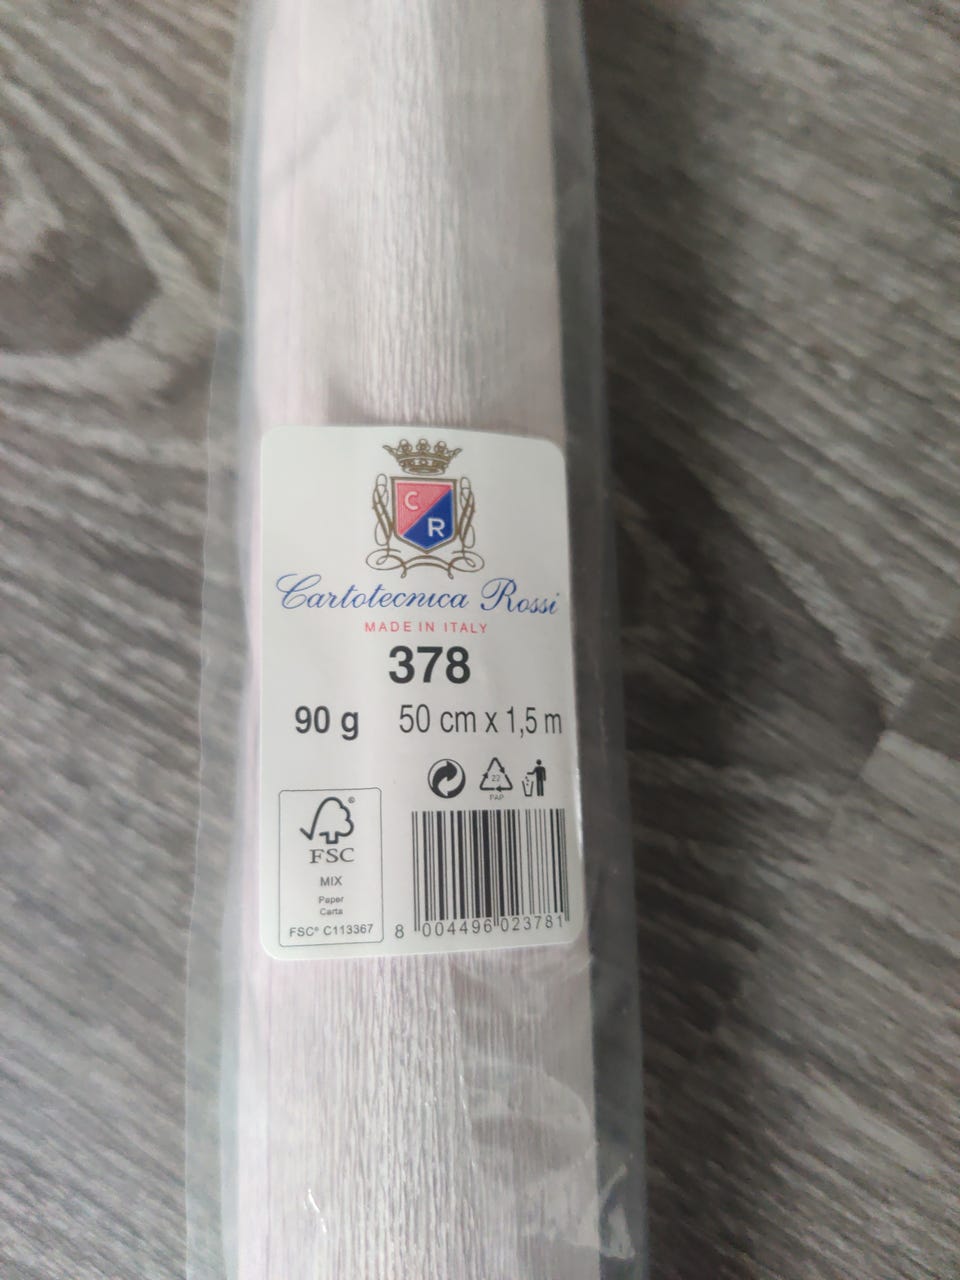 C
R
Cartotecnica Rossi
MADE IN ITALY
378
90 g 50 cm x 1,5 m
22
PAP
®
FSC
MIX
Paper
Carta
FSC® C113367
8 004496 023781